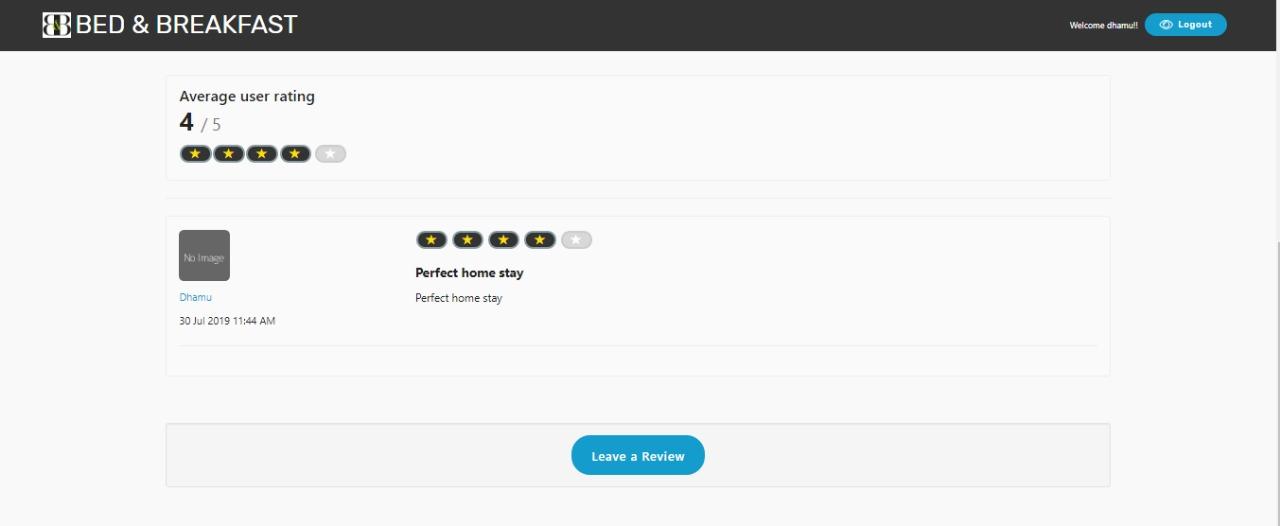 BED & BREAKFAST
Welcome dhamu!! Logout
Average user rating
4 / 5
No Image
Dhamu
30 Jul 2019 11:44 AM
Perfect home stay
Perfect home stay
Leave a Review